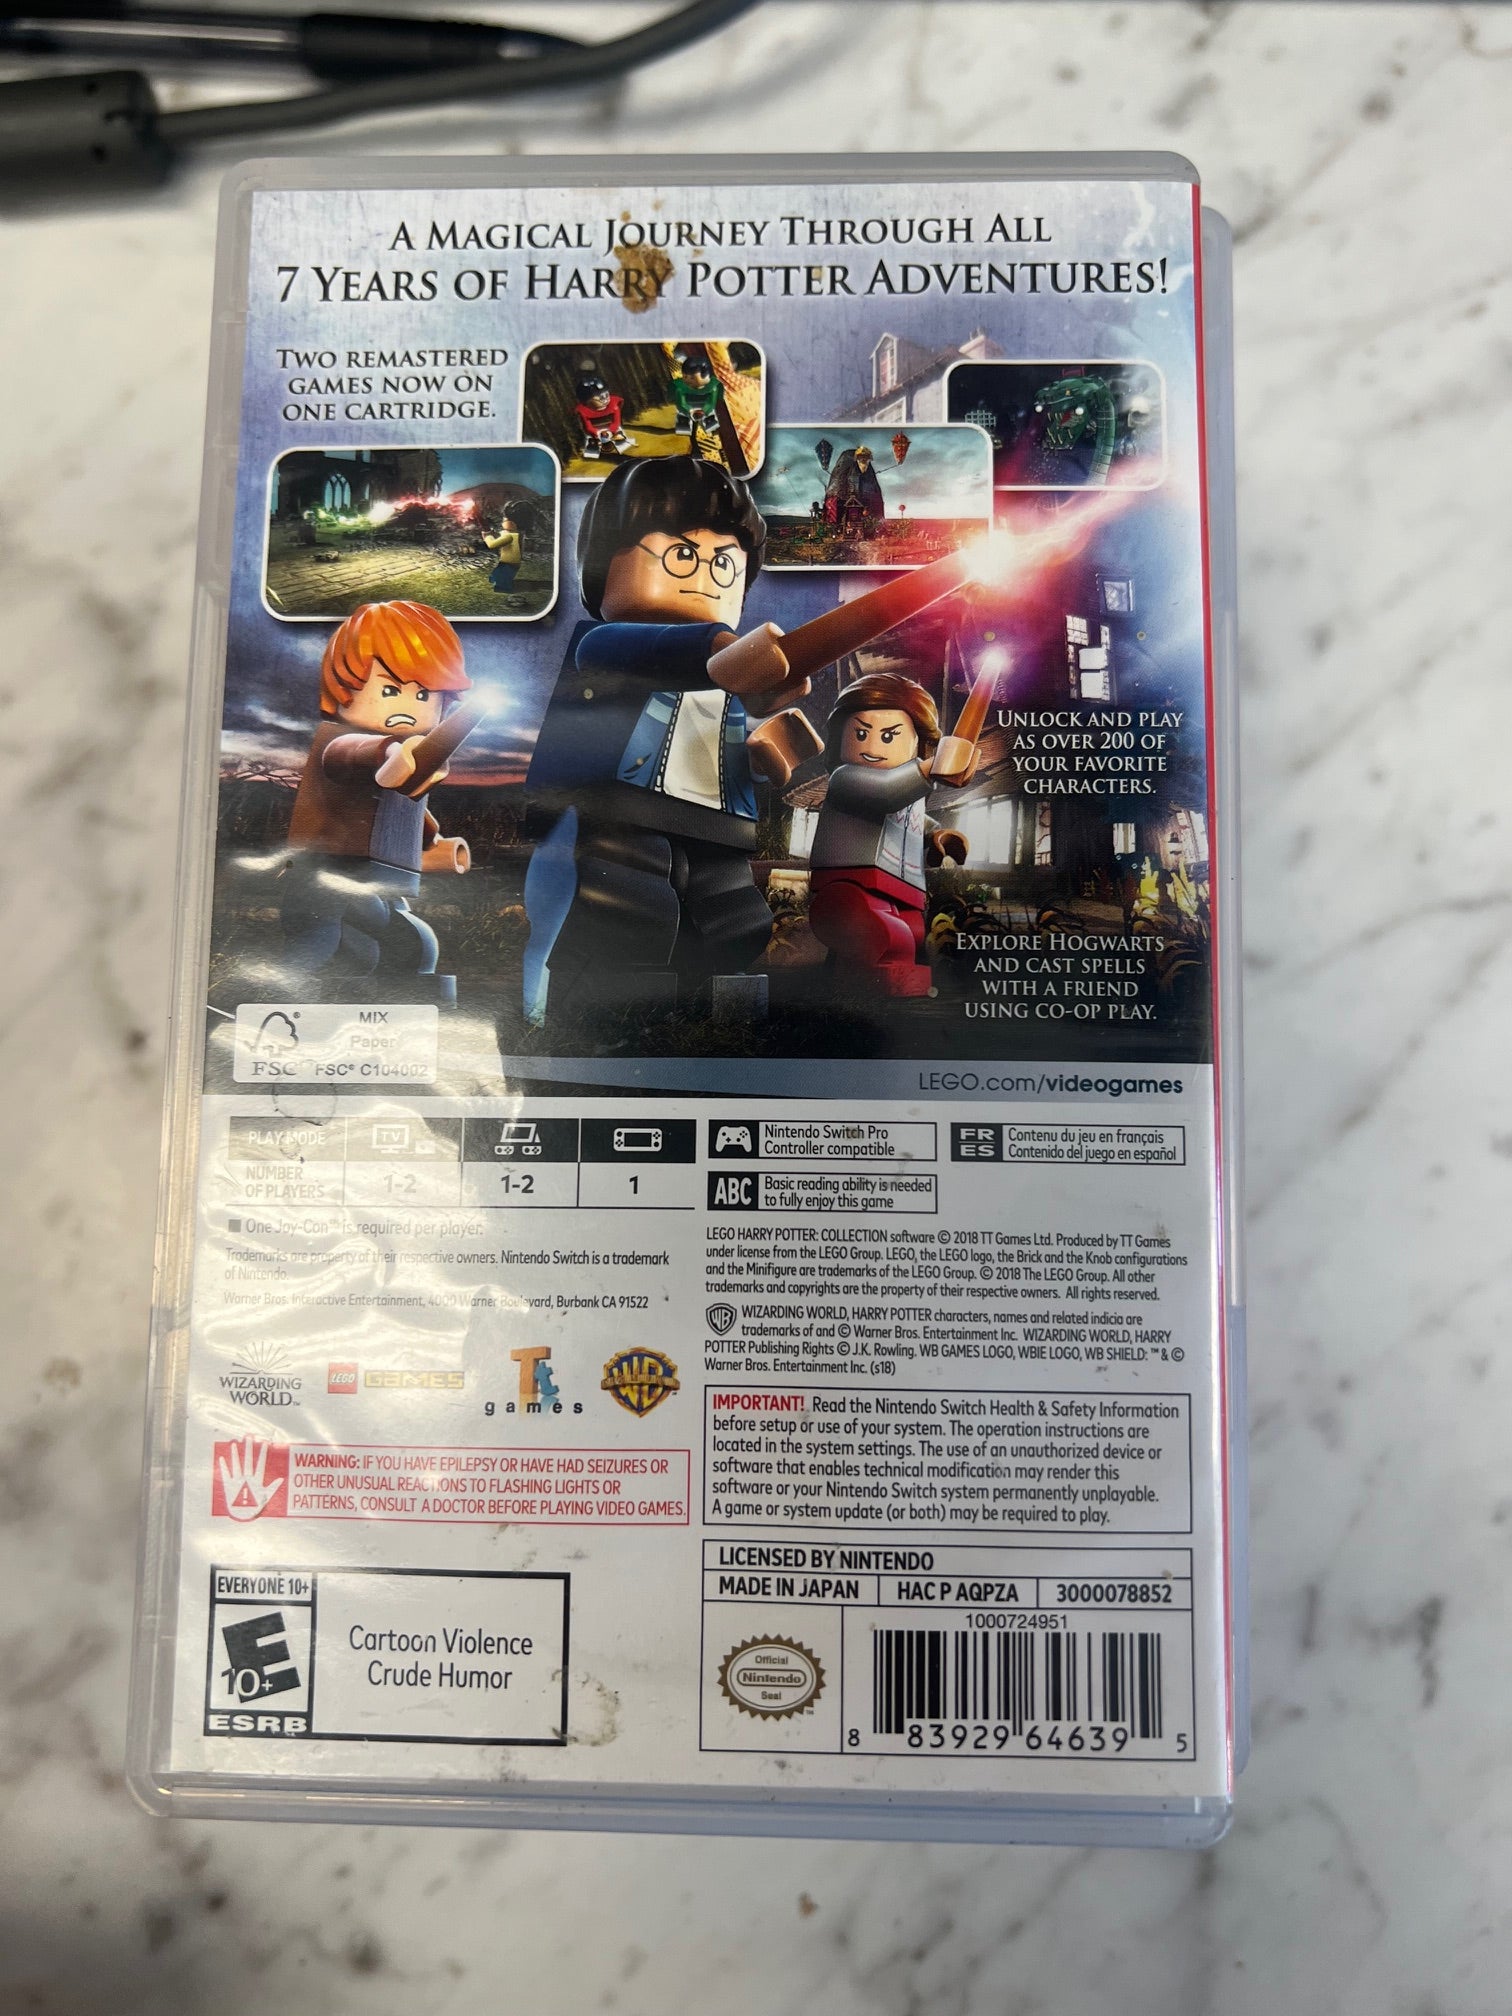 A MAGICAL JOURNEY THROUGH ALL
7 YEARS OF HARRY POTTER ADVENTURES!
TWO REMASTERED
GAMES NOW ON
ONE CARTRIDGE.
UNLOCK AND PLAY
AS OVER 200 OF
YOUR FAVORITE
CHARACTERS.
EXPLORE HOGWARTS
AND CAST SPELLS
WITH A FRIEND
USING CO-OP PLAY.
MIX
Paper
FSC® FSC® C104002
LEGO.com/videogames
PLAY MODE
TV
NUMBER
OF PLAYERS
1-2
1-2
1
■ One Joy-Con™ is required per player.
Trademarks are property of their respective owners. Nintendo Switch is a trademark
of Nintendo.
Warner Bros. Interactive Entertainment, 4000 Warner Boulevard, Burbank CA 91522
WIZARDING
WORLD™
LEGO GAMES
Tt
games
WB
WARNING: IF YOU HAVE EPILEPSY OR HAVE HAD SEIZURES OR
OTHER UNUSUAL REACTIONS TO FLASHING LIGHTS OR
PATTERNS, CONSULT A DOCTOR BEFORE PLAYING VIDEO GAMES.
EVERYONE 10+
E
10+
ESRB
Cartoon Violence
Crude Humor
Nintendo Switch Pro
Controller compatible
FR
ES
Contenu du jeu en français
Contenido del juego en español
ABC
Basic reading ability is needed
to fully enjoy this game
LEGO HARRY POTTER: COLLECTION software © 2018 TT Games Ltd. Produced by TT Games
under license from the LEGO Group. LEGO, the LEGO logo, the Brick and the Knob configurations
and the Minifigure are trademarks of the LEGO Group. © 2018 The LEGO Group. All other
trademarks and copyrights are the property of their respective owners. All rights reserved.
WB WIZARDING WORLD, HARRY POTTER characters, names and related indicia are
trademarks of and © Warner Bros. Entertainment Inc. WIZARDING WORLD, HARRY
POTTER Publishing Rights © J.K. Rowling. WB GAMES LOGO, WBIE LOGO, WB SHIELD: ™ & ©
Warner Bros. Entertainment Inc. (s18)
IMPORTANT! Read the Nintendo Switch Health & Safety Information
before setup or use of your system. The operation instructions are
located in the system settings. The use of an unauthorized device or
software that enables technical modification may render this
software or your Nintendo Switch system permanently unplayable.
A game or system update (or both) may be required to play.
LICENSED BY NINTENDO
MADE IN JAPAN
HAC P AQPZA
3000078852
1000724951
Official
Nintendo
Seal
8 83929 64639 5